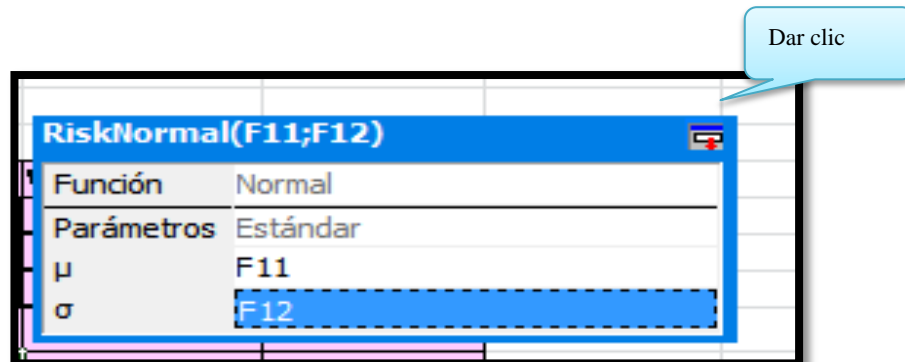 Dar clic
RiskNormal(F11;F12)
Función Normal
Parámetros Estándar
μ F11
σ F12